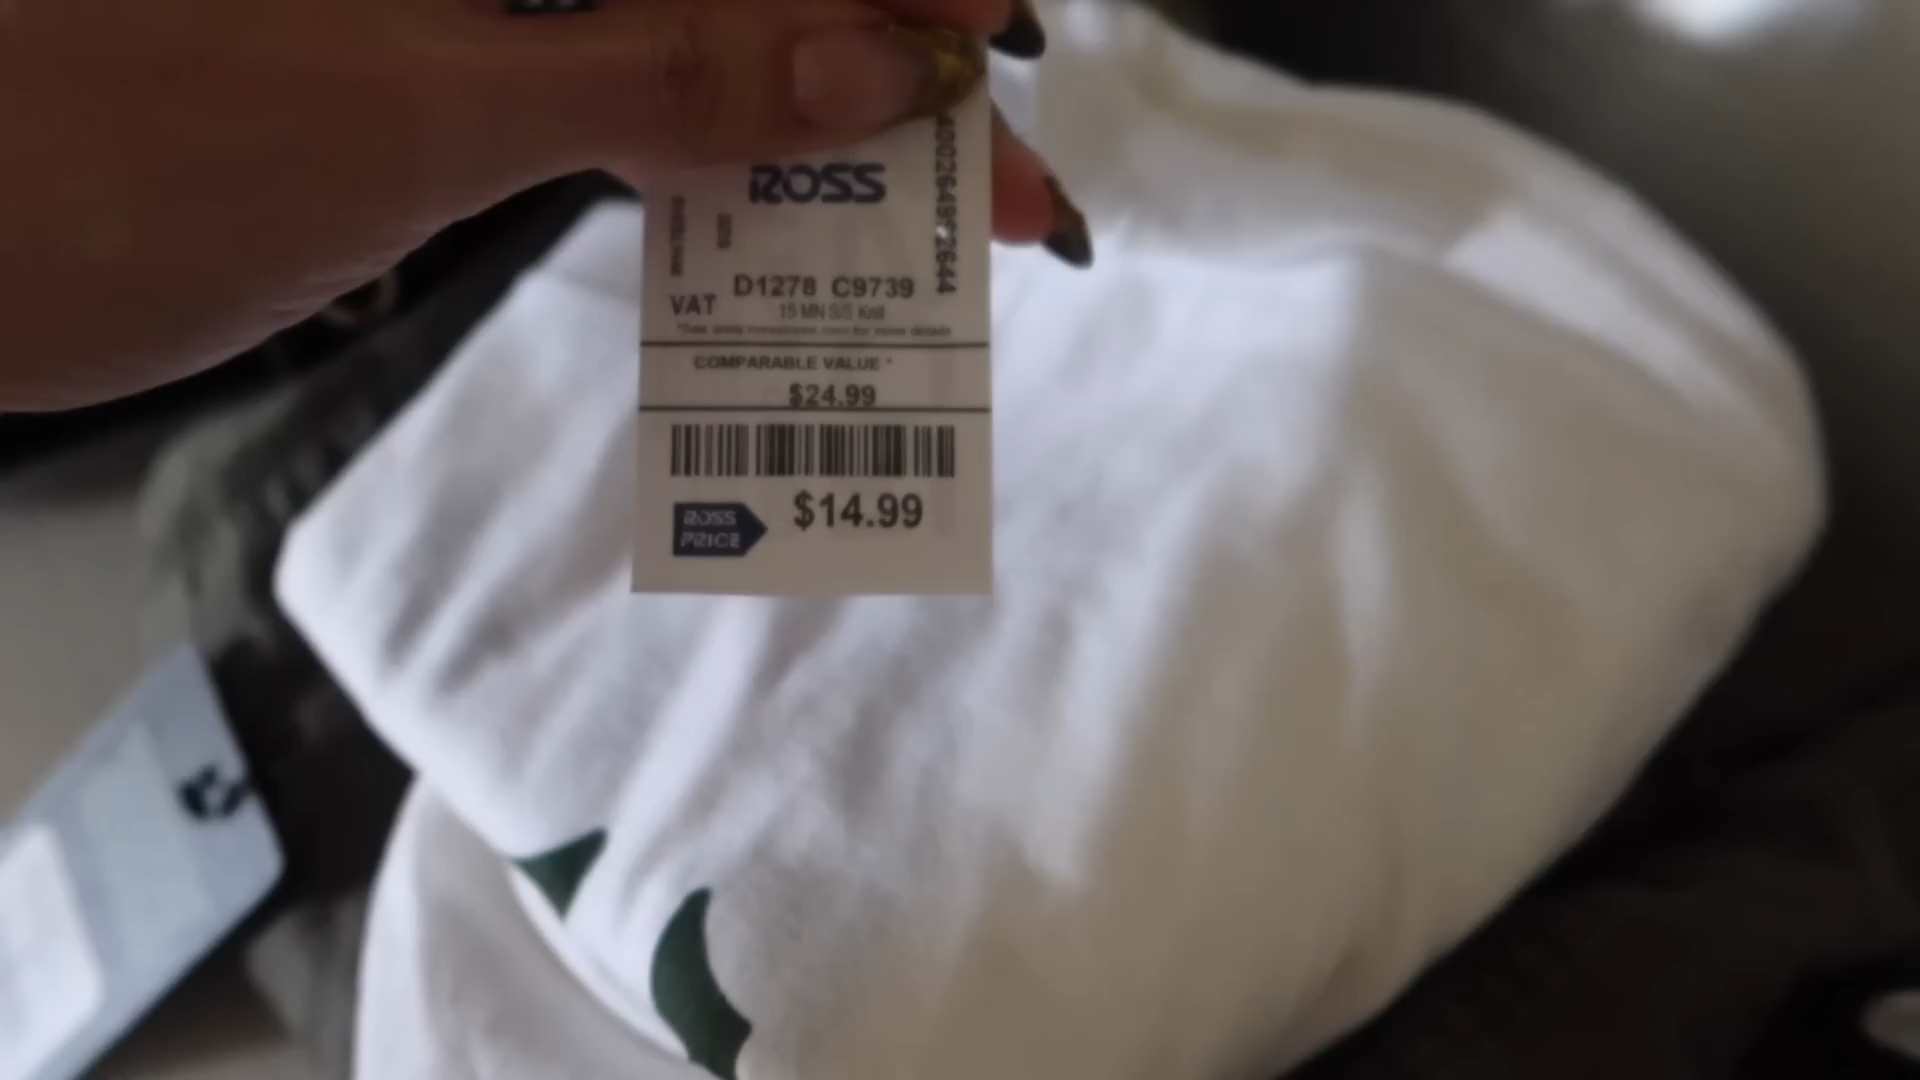 ROSS
D1278 C9739
VAT
15 MN S/S Knit
COMPARABLE VALUE *
$24.99
ROSS
PRICE
$14.99